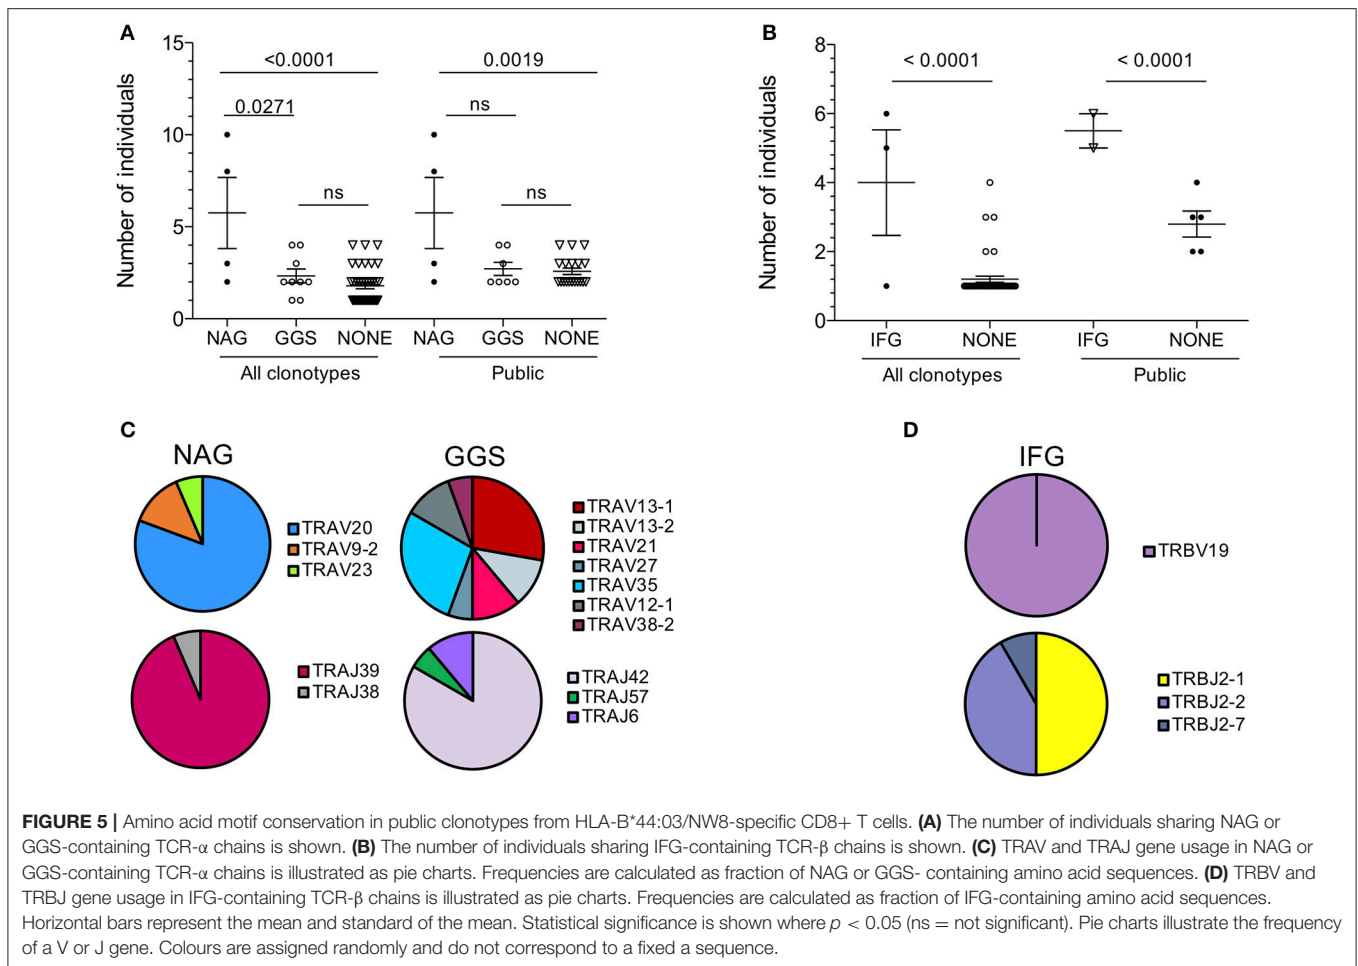 A
15
10
5
0
Number of individuals
<0.0001
0.0019
0.0271
ns
ns
ns
NAG GGS NONE NAG GGS NONE
All clonotypes Public
B
8
6
4
2
0
Number of individuals
< 0.0001 < 0.0001
IFG NONE IFG NONE
All clonotypes Public
C
NAG
TRAV20
TRAV9-2
TRAV23
TRAJ39
TRAJ38
GGS
TRAV13-1
TRAV13-2
TRAV21
TRAV27
TRAV35
TRAV12-1
TRAV38-2
TRAJ42
TRAJ57
TRAJ6
D
IFG
TRBV19
TRBJ2-1
TRBJ2-2
TRBJ2-7
FIGURE 5 | Amino acid motif conservation in public clonotypes from HLA-B*44:03/NW8-specific CD8+ T cells. (A) The number of individuals sharing NAG or
GGS-containing TCR-α chains is shown. (B) The number of individuals sharing IFG-containing TCR-β chains is shown. (C) TRAV and TRAJ gene usage in NAG or
GGS-containing TCR-α chains is illustrated as pie charts. Frequencies are calculated as fraction of NAG or GGS- containing amino acid sequences. (D) TRBV and
TRBJ gene usage in IFG-containing TCR-β chains is illustrated as pie charts. Frequencies are calculated as fraction of IFG-containing amino acid sequences.
Horizontal bars represent the mean and standard of the mean. Statistical significance is shown where p < 0.05 (ns = not significant). Pie charts illustrate the frequency
of a V or J gene. Colours are assigned randomly and do not correspond to a fixed a sequence.